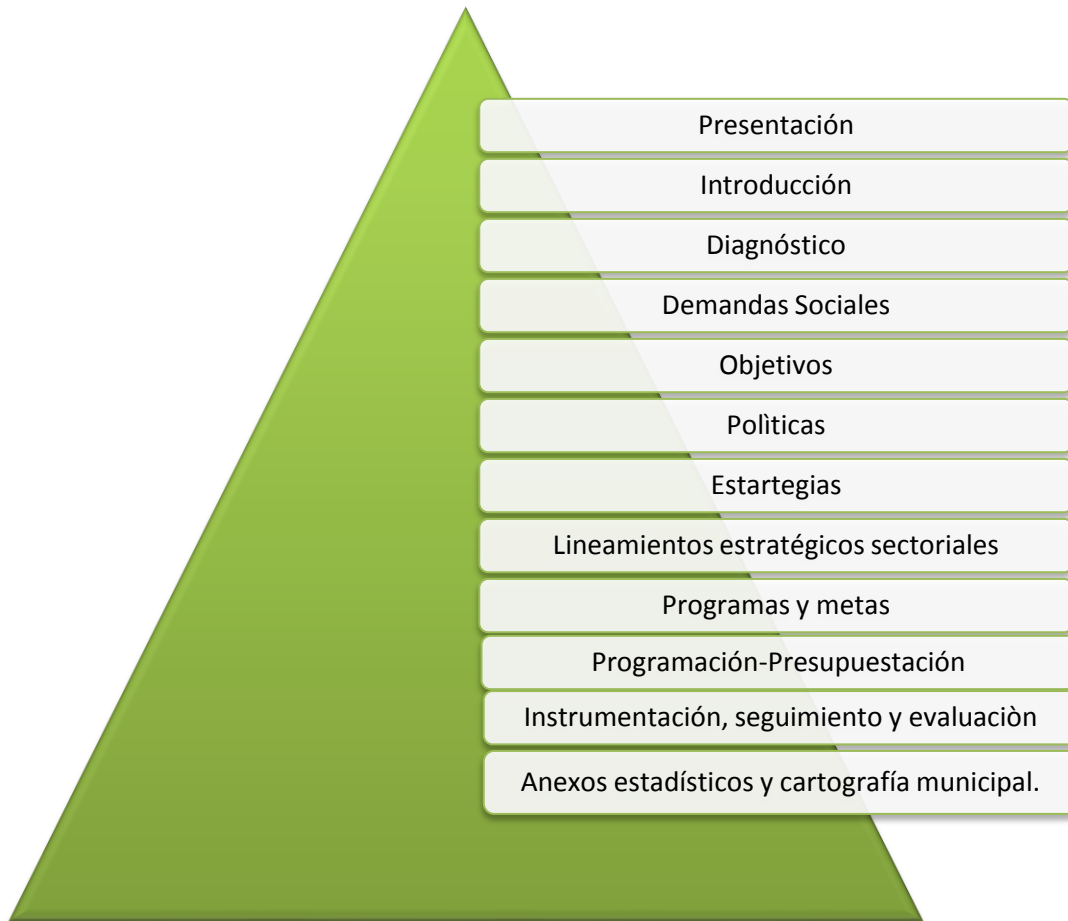 Presentación
Introducción
Diagnóstico
Demandas Sociales
Objetivos
Polìticas
Estartegias
Lineamientos estratégicos sectoriales
Programas y metas
Programación-Presupuestación
Instrumentación, seguimiento y evaluaciòn
Anexos estadísticos y cartografía municipal.